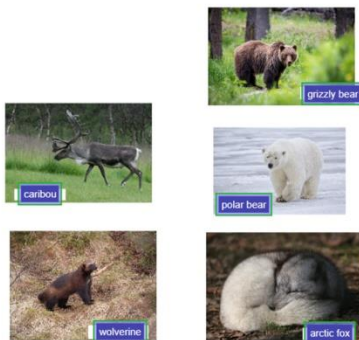 grizzly bear
caribou
polar bear
wolverine
arctic fox